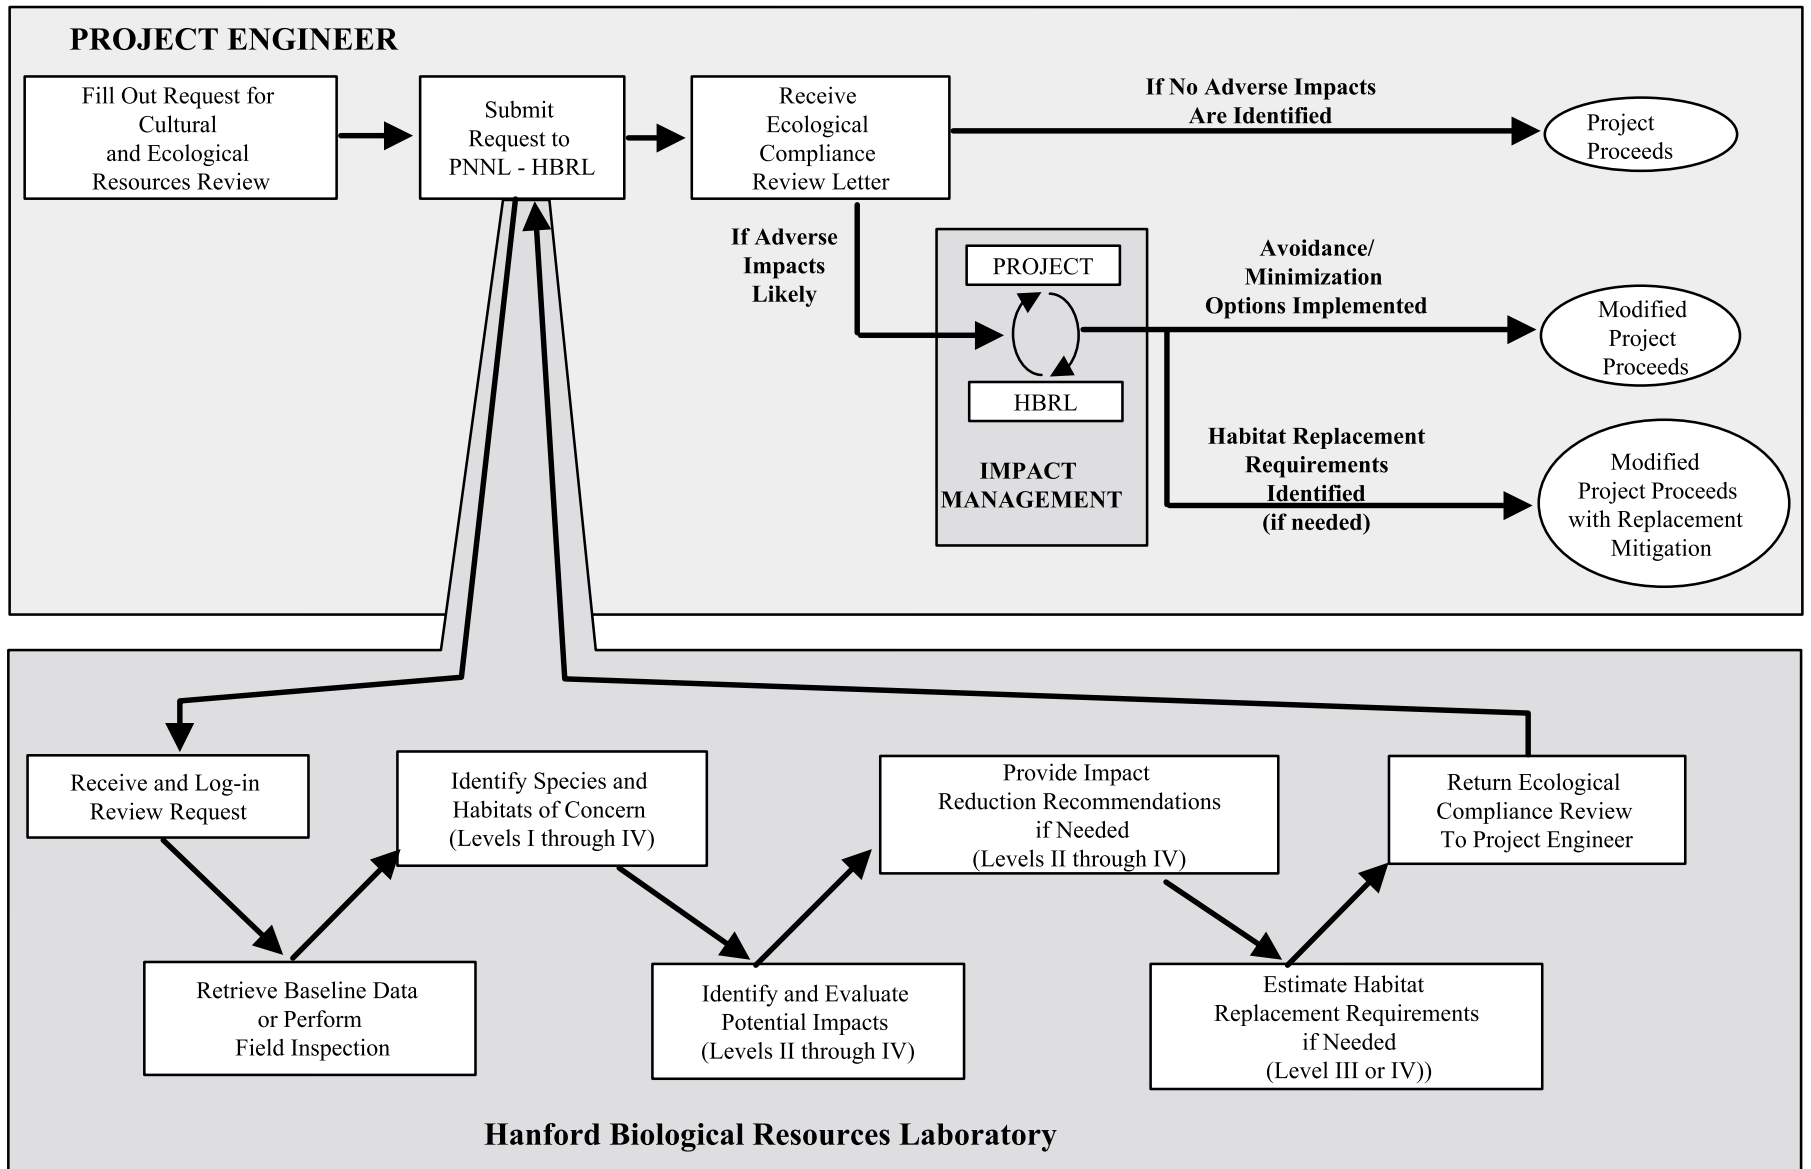 PROJECT ENGINEER
Fill Out Request for
Cultural
and Ecological
Resources Review
Submit
Request to
PNNL - HBRL
Receive
Ecological
Compliance
Review Letter
If No Adverse Impacts
Are Identified
Project
Proceeds
If Adverse
Impacts
Likely
PROJECT
HBRL
IMPACT
MANAGEMENT
Avoidance/
Minimization
Options Implemented
Modified
Project
Proceeds
Habitat Replacement
Requirements
Identified
(if needed)
Modified
Project Proceeds
with Replacement
Mitigation
Receive and Log-in
Review Request
Retrieve Baseline Data
or Perform
Field Inspection
Identify Species and
Habitats of Concern
(Levels I through IV)
Identify and Evaluate
Potential Impacts
(Levels II through IV)
Provide Impact
Reduction Recommendations
if Needed
(Levels II through IV)
Estimate Habitat
Replacement Requirements
if Needed
(Level III or IV))
Return Ecological
Compliance Review
To Project Engineer
Hanford Biological Resources Laboratory